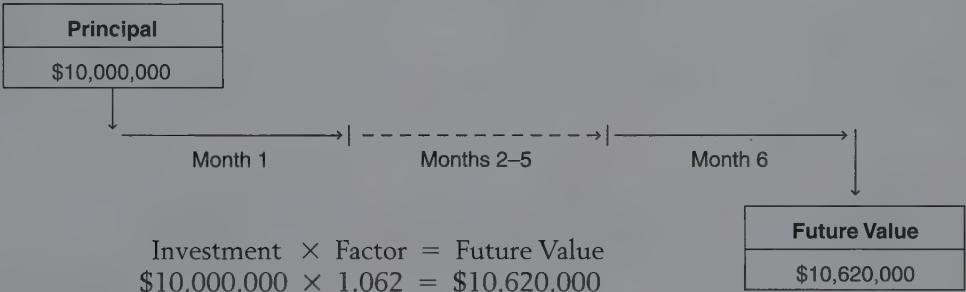 Principal
$10,000,000
Month 1
Months 2–5
Month 6
Future Value
$10,620,000
Investment × Factor = Future Value
$10,000,000 × 1.062 = $10,620,000